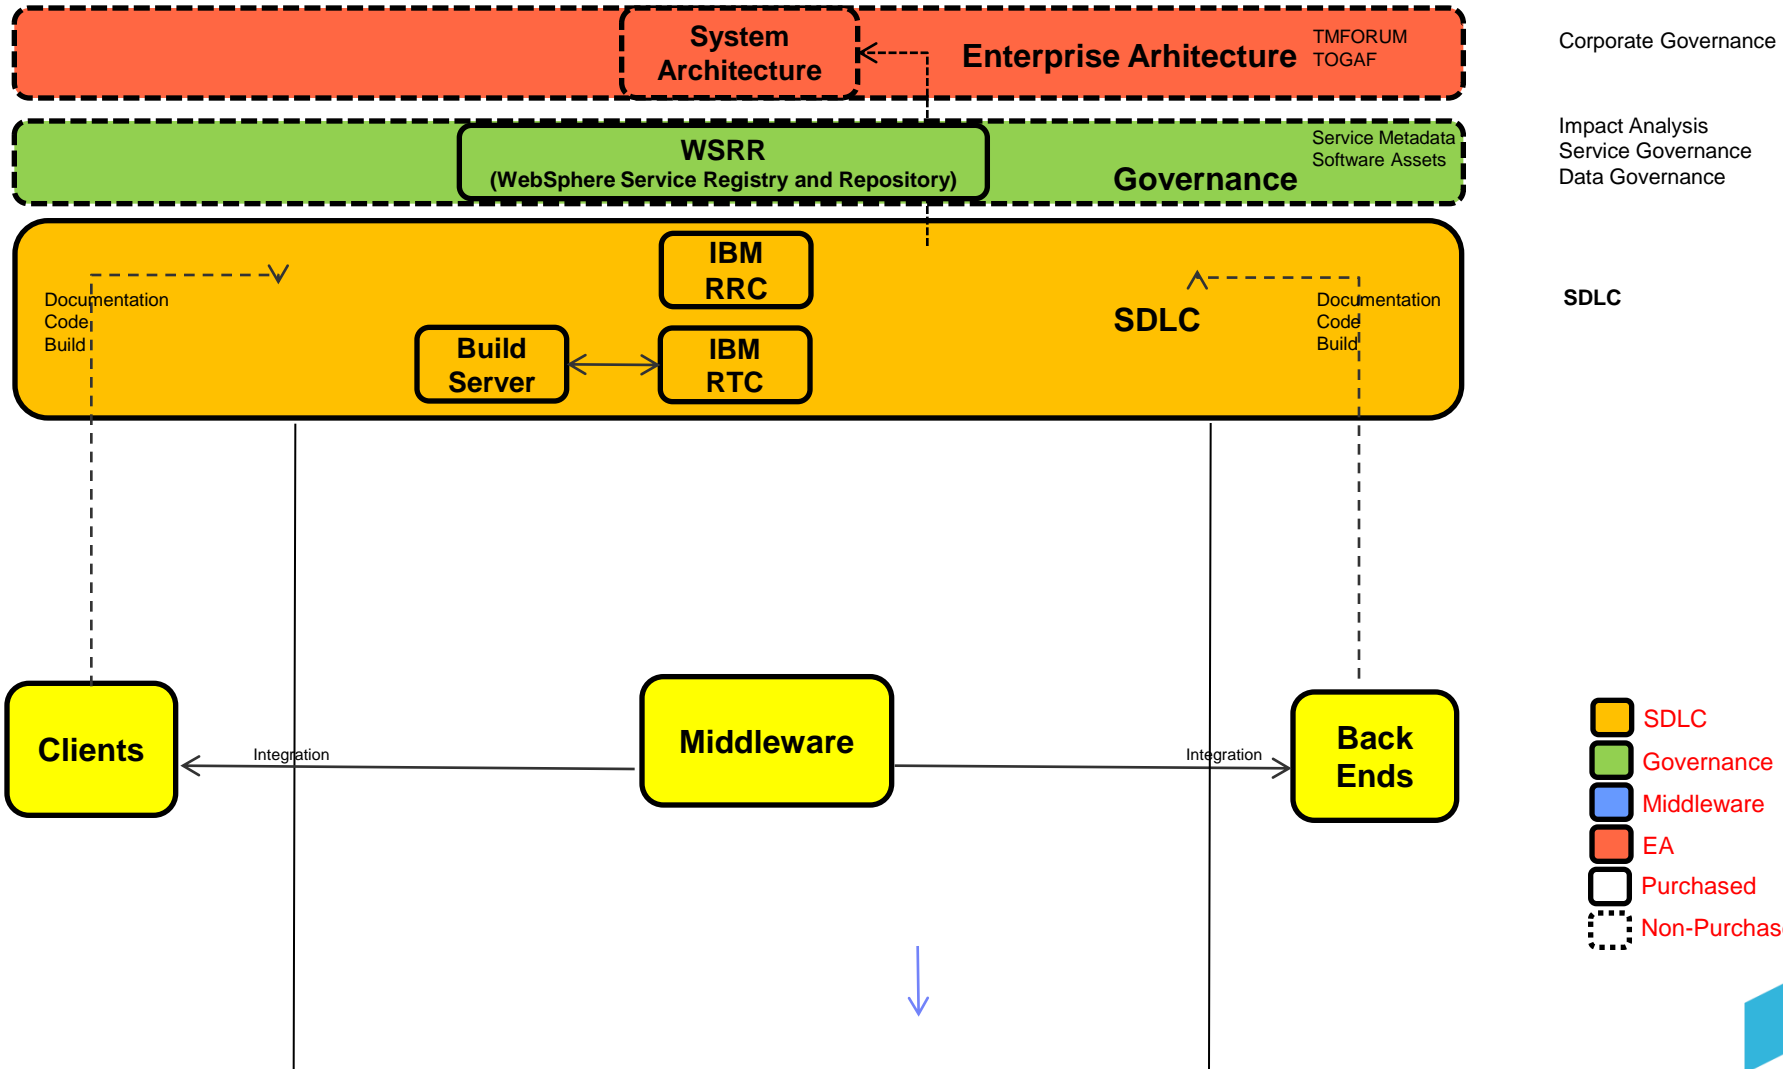 System
Architecture
Enterprise Arhitecture
TMFORUM
TOGAF
Corporate Governance
WSRR
(WebSphere Service Registry and Repository)
Governance
Service Metadata
Software Assets
Impact Analysis
Service Governance
Data Governance
IBM
RRC
Documentation
Code
Build
SDLC
Documentation
Code
Build
SDLC
Build
Server
IBM
RTC
Clients
Integration
Middleware
Integration
Back
Ends
SDLC
Governance
Middleware
EA
Purchased